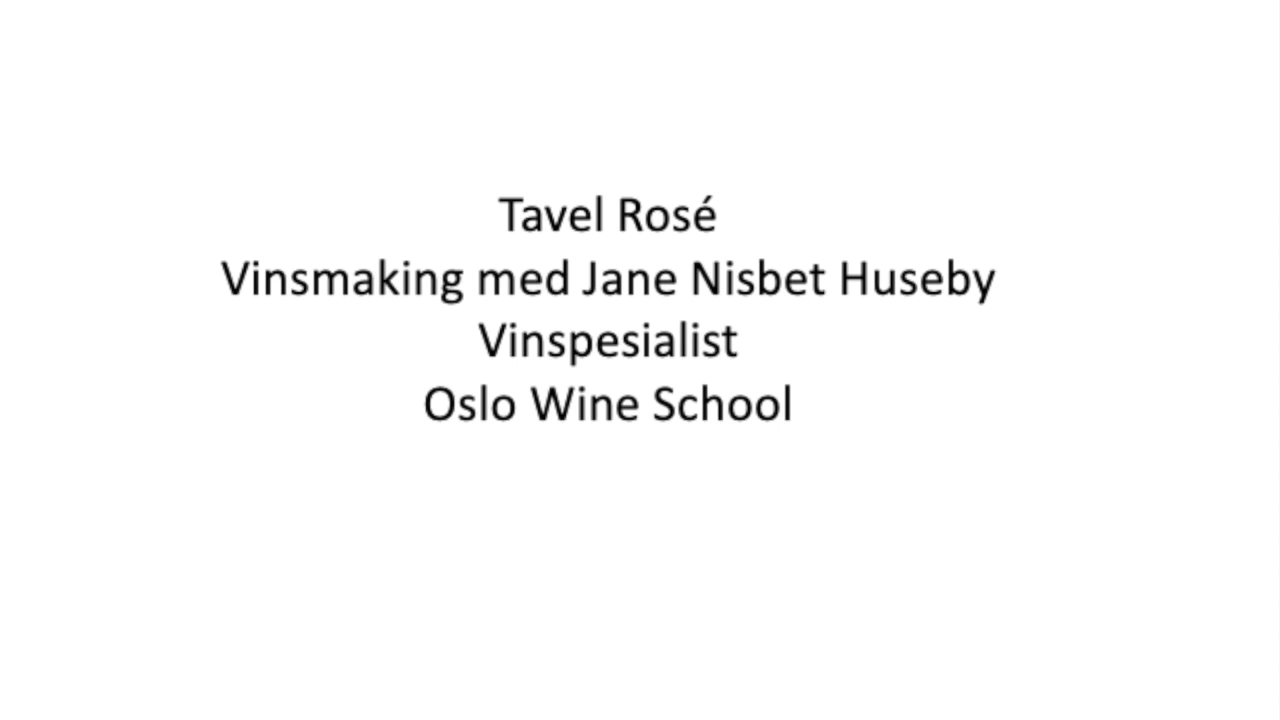 Tavel Rosé
Vinsmaking med Jane Nisbet Huseby
Vinspesialist
Oslo Wine School